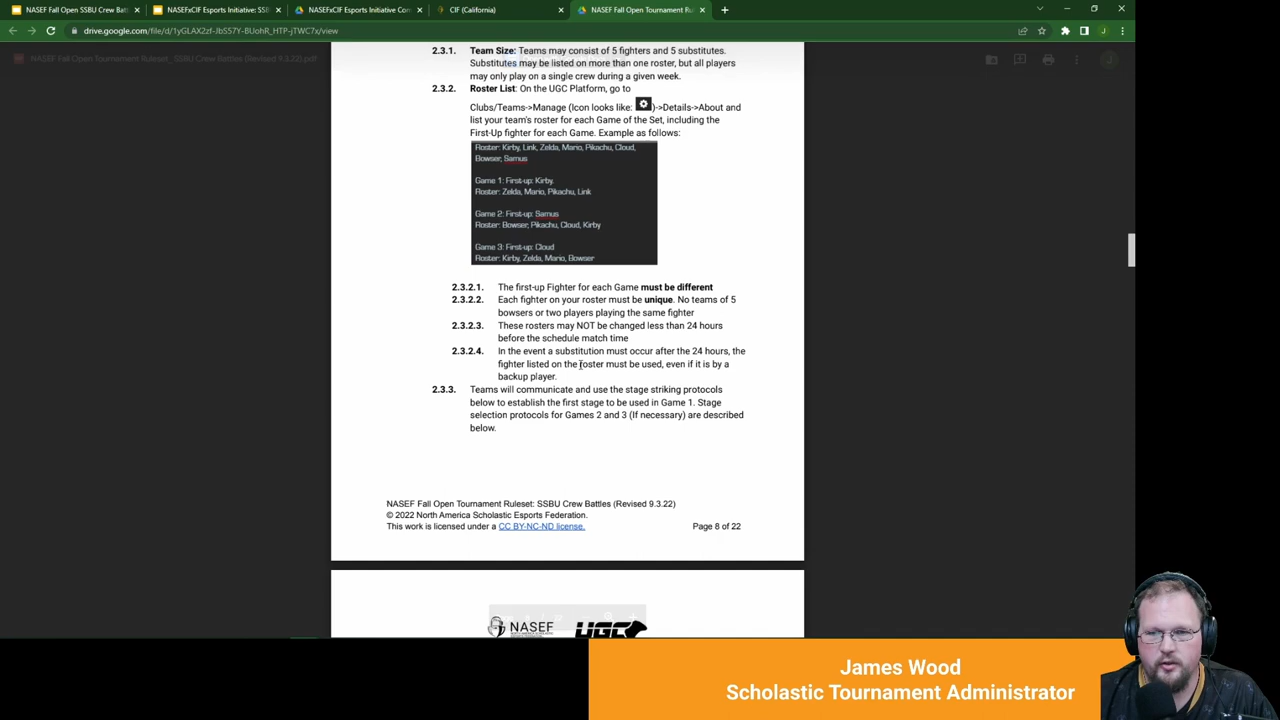 NASEF Fall Open SSBU Crew Bat
NASEFxCIF Esports Initiative: SSB
NASEFxCIF Esports Initiative Com
CIF (California)
NASEF Fall Open Tournament Ru
drive.google.com/file/d/1yGLAX2zf-JbS57Y-BUohR_HTP-jTWC7x/view
NASEF Fall Open Tournament Ruleset_ SSBU Crew Battles (Revised 9.3.22).pdf
2.3.1. Team Size: Teams may consist of 5 fighters and 5 substitutes.
Substitutes may be listed on more than one roster, but all players
may only play on a single crew during a given week.
2.3.2. Roster List: On the UGC Platform, go to
Clubs/Teams->Manage (Icon looks like: )->Details->About and
list your team's roster for each Game of the Set, including the
First-Up fighter for each Game. Example as follows:
Roster: Kirby, Link, Zelda, Mario, Pikachu, Cloud,
Bowser, Samus
Game 1: First-up: Kirby.
Roster: Zelda, Mario, Pikachu, Link
Game 2: First-up: Samus
Roster: Bowser, Pikachu, Cloud, Kirby
Game 3: First-up: Cloud
Roster: Kirby, Zelda, Mario, Bowser
2.3.2.1. The first-up Fighter for each Game must be different
2.3.2.2. Each fighter on your roster must be unique. No teams of 5
bowsers or two players playing the same fighter
2.3.2.3. These rosters may NOT be changed less than 24 hours
before the schedule match time
2.3.2.4. In the event a substitution must occur after the 24 hours, the
fighter listed on the roster must be used, even if it is by a
backup player.
2.3.3. Teams will communicate and use the stage striking protocols
below to establish the first stage to be used in Game 1. Stage
selection protocols for Games 2 and 3 (If necessary) are described
below.
NASEF Fall Open Tournament Ruleset: SSBU Crew Battles (Revised 9.3.22)
© 2022 North America Scholastic Esports Federation.
This work is licensed under a CC BY-NC-ND license. Page 8 of 22
NASEF UGC
James Wood
Scholastic Tournament Administrator